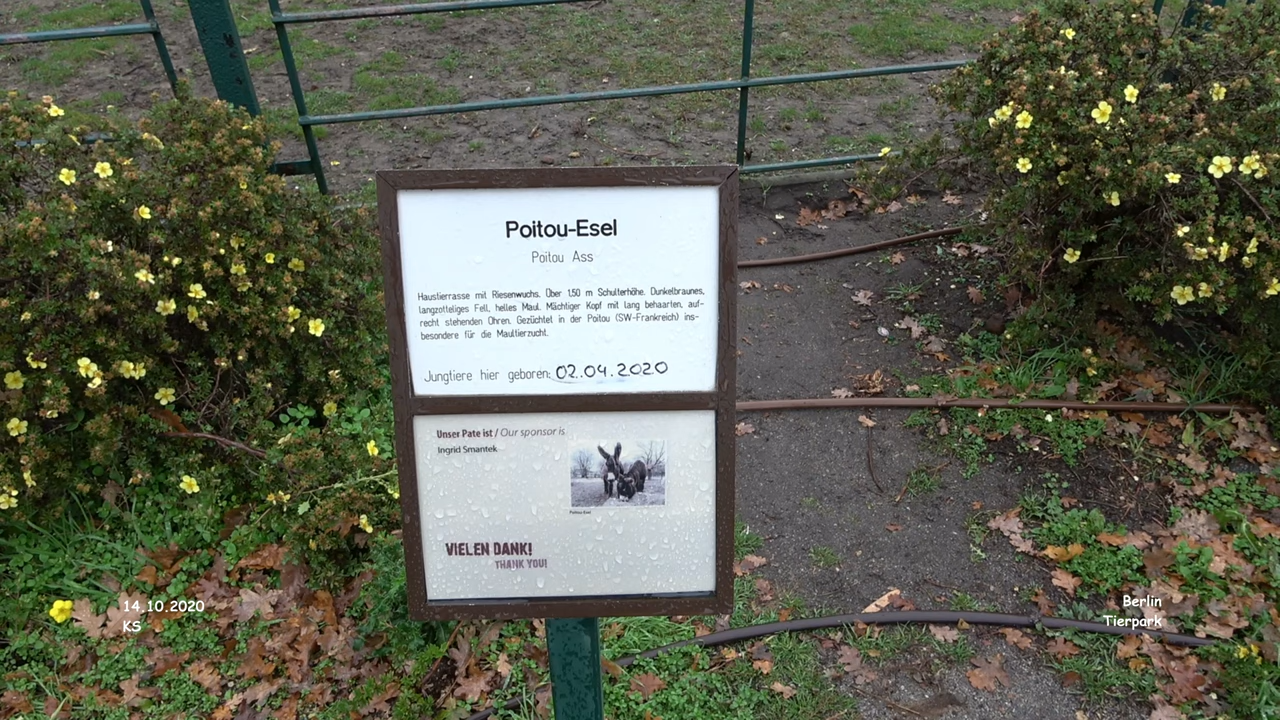 Poitou-Esel
Poitou Ass
Haustierrasse mit Riesenwuchs. Über 1,50 m Schulterhöhe. Dunkelbraunes,
langzotteliges Fell, helles Maul. Mächtiger Kopf mit lang behaarten, auf-
recht stehenden Ohren. Gezüchtet in der Poitou (SW-Frankreich) ins-
besondere für die Maultierzucht.
Jungtiere hier geboren: 02.04.2020
Unser Pate ist / Our sponsor is
Ingrid Smantek
Poitou-Esel
VIELEN DANK!
THANK YOU!
14.10.2020
KS
Berlin
Tierpark